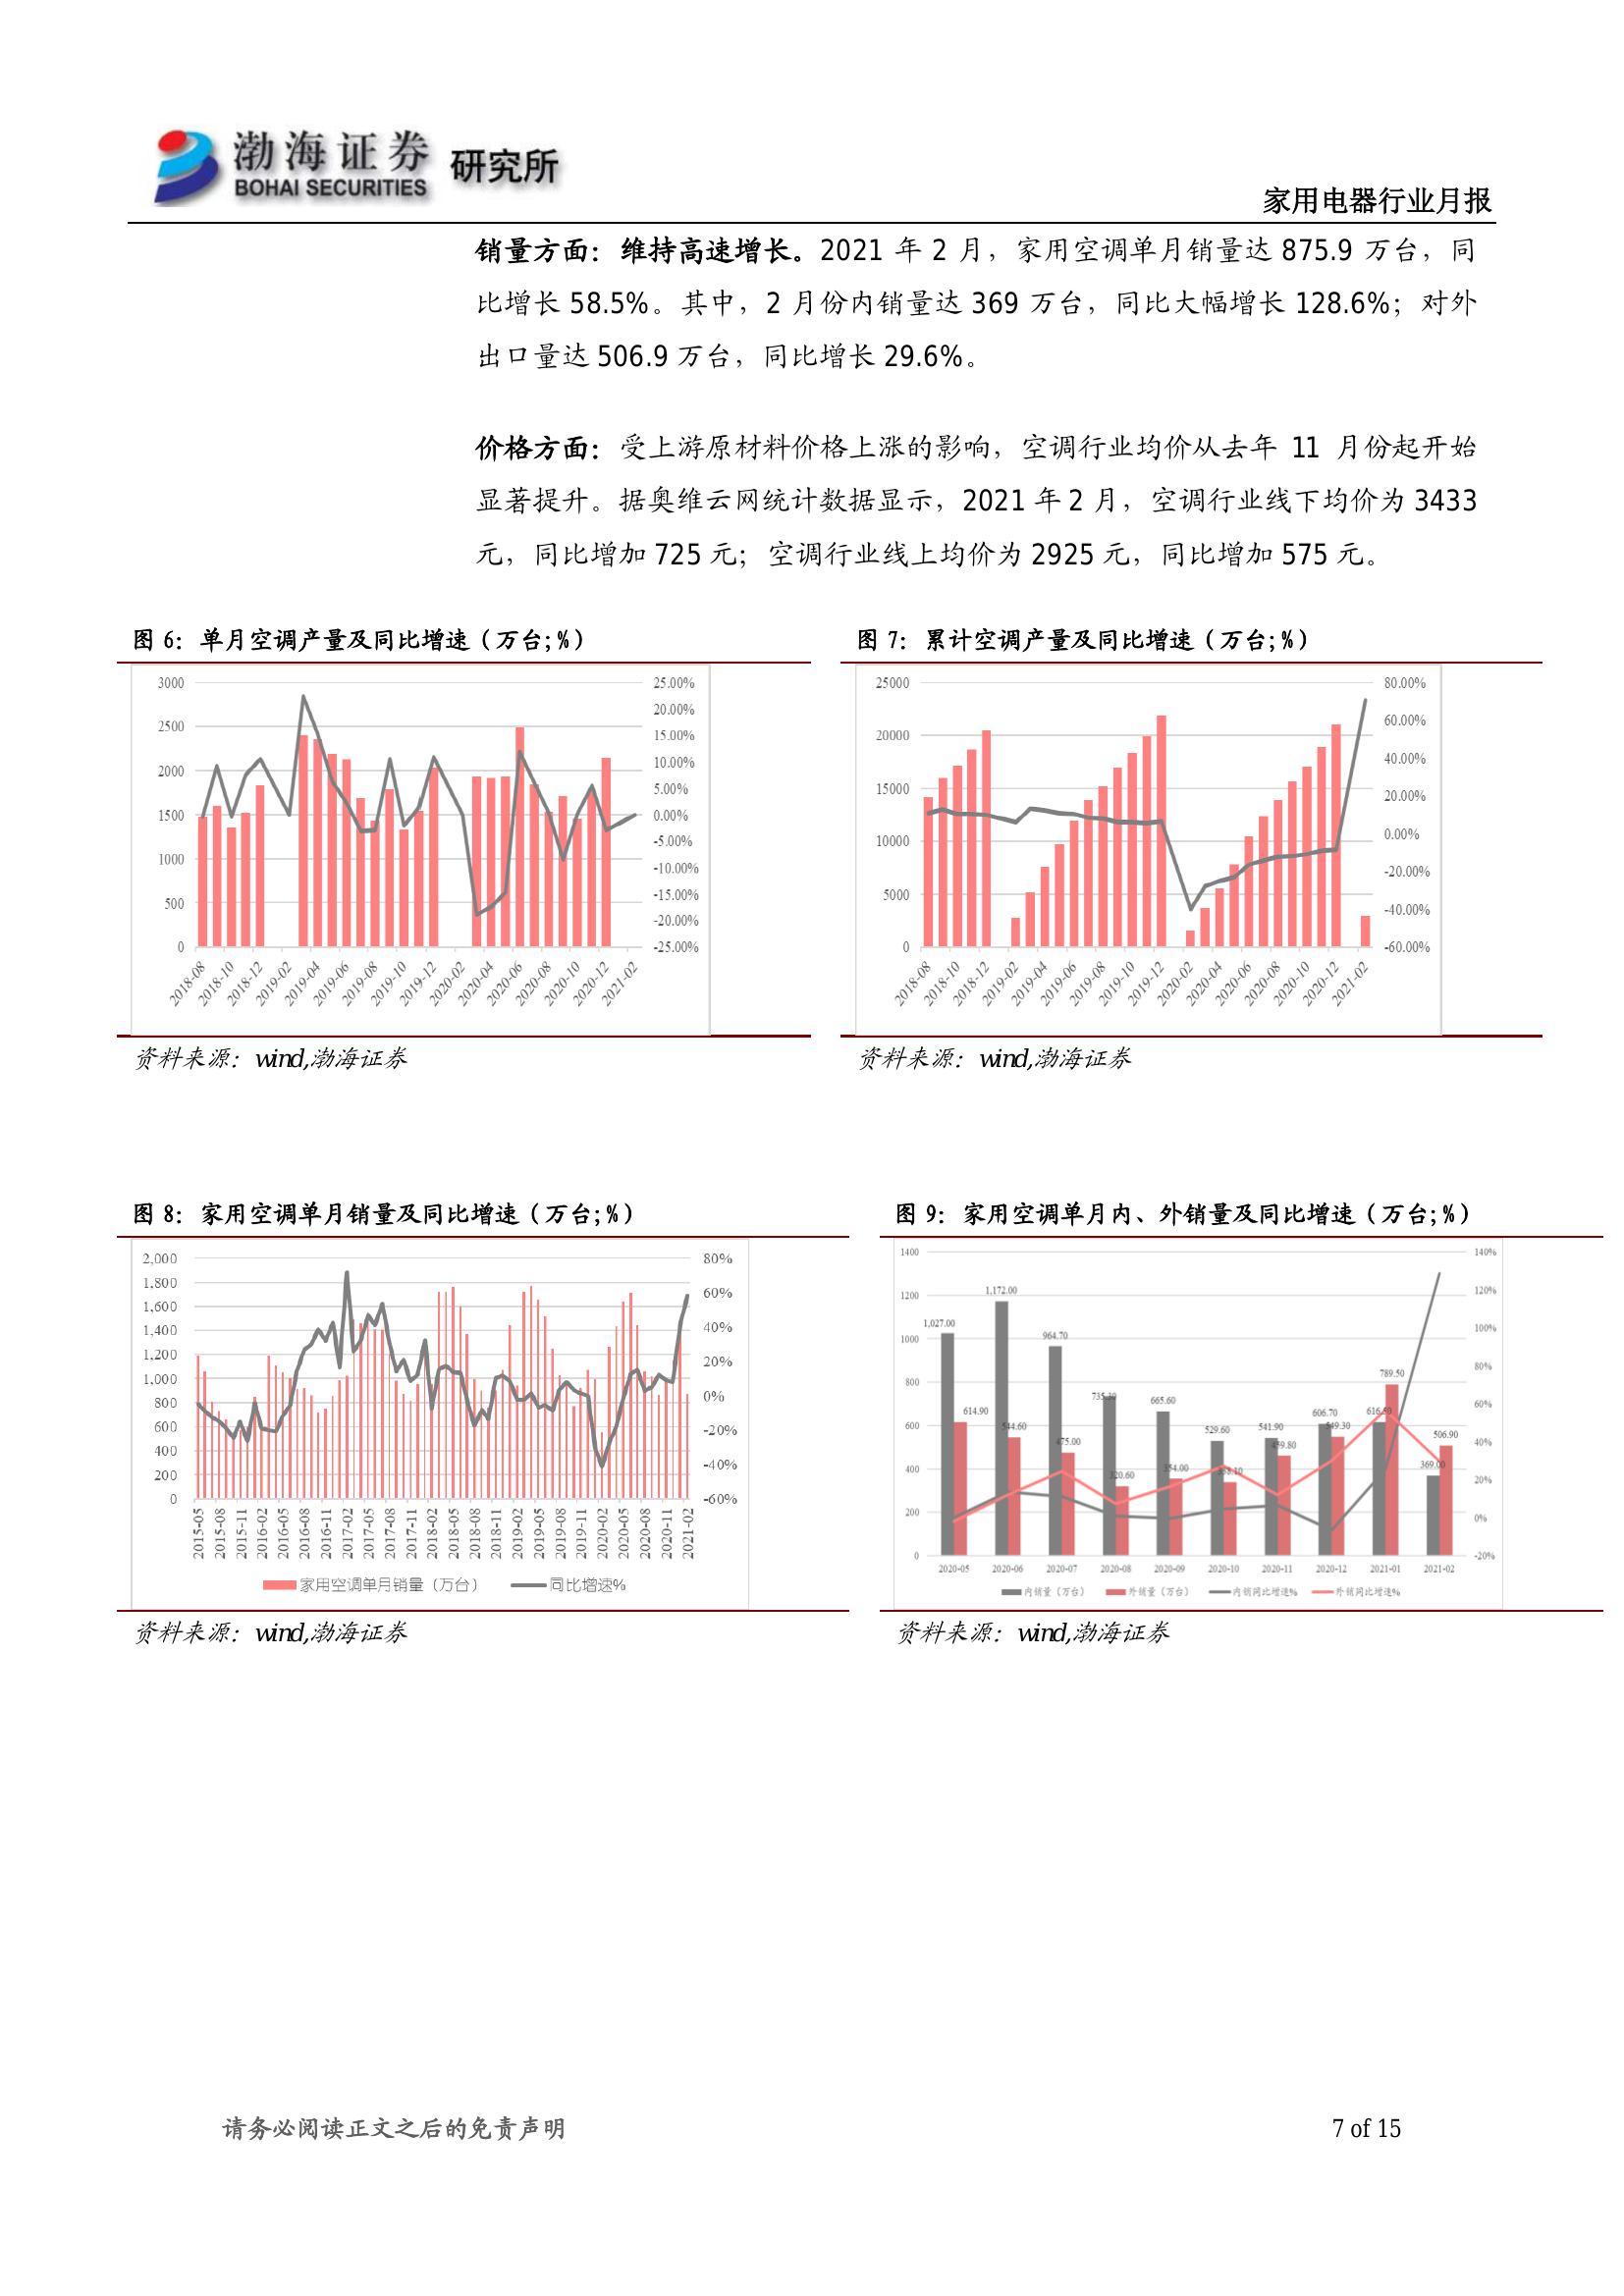 渤海证券 研究所
BOHAI SECURITIES
家用电器行业月报
销量方面：维持高速增长。2021 年 2 月，家用空调单月销量达 875.9 万台，同
比增长 58.5%。其中，2 月份内销量达 369 万台，同比大幅增长 128.6%；对外
出口量达 506.9 万台，同比增长 29.6%。
价格方面：受上游原材料价格上涨的影响，空调行业均价从去年 11 月份起开始
显著提升。据奥维云网统计数据显示，2021 年 2 月，空调行业线下均价为 3433
元，同比增加 725 元；空调行业线上均价为 2925 元，同比增加 575 元。
图 6：单月空调产量及同比增速（万台;%）
3000
2500
2000
1500
1000
500
0
25.00%
20.00%
15.00%
10.00%
5.00%
0.00%
-5.00%
-10.00%
-15.00%
-20.00%
-25.00%
2018-08 2018-10 2018-12 2019-02 2019-04 2019-06 2019-08 2019-10 2019-12 2020-02 2020-04 2020-06 2020-08 2020-10 2020-12 2021-02
资料来源：wind,渤海证券
图 7：累计空调产量及同比增速（万台;%）
25000
20000
15000
10000
5000
0
80.00%
60.00%
40.00%
20.00%
0.00%
-20.00%
-40.00%
-60.00%
2018-08 2018-10 2018-12 2019-02 2019-04 2019-06 2019-08 2019-10 2019-12 2020-02 2020-04 2020-06 2020-08 2020-10 2020-12 2021-02
资料来源：wind,渤海证券
图 8：家用空调单月销量及同比增速（万台;%）
2,000
1,800
1,600
1,400
1,200
1,000
800
600
400
200
0
80%
60%
40%
20%
0%
-20%
-40%
-60%
2015-05 2015-08 2015-11 2016-02 2016-05 2016-08 2016-11 2017-02 2017-05 2017-08 2017-11 2018-02 2018-05 2018-08 2018-11 2019-02 2019-05 2019-08 2019-11 2020-02 2020-05 2020-08 2020-11 2021-02
家用空调单月销量（万台） 同比增速%
资料来源：wind,渤海证券
图 9：家用空调单月内、外销量及同比增速（万台;%）
1400
1200
1000
800
600
400
200
0
140%
120%
100%
80%
60%
40%
20%
0%
-20%
1,027.00 1,172.00 964.70 665.60 529.60 541.90 606.70
614.90 544.60 475.00 320.60 354.00 789.50 506.90
2020-05 2020-06 2020-07 2020-08 2020-09 2020-10 2020-11 2020-12 2021-01 2021-02
内销量（万台） 外销量（万台） 内销同比增速% 外销同比增速%
资料来源：wind,渤海证券
请务必阅读正文之后的免责声明
7 of 15